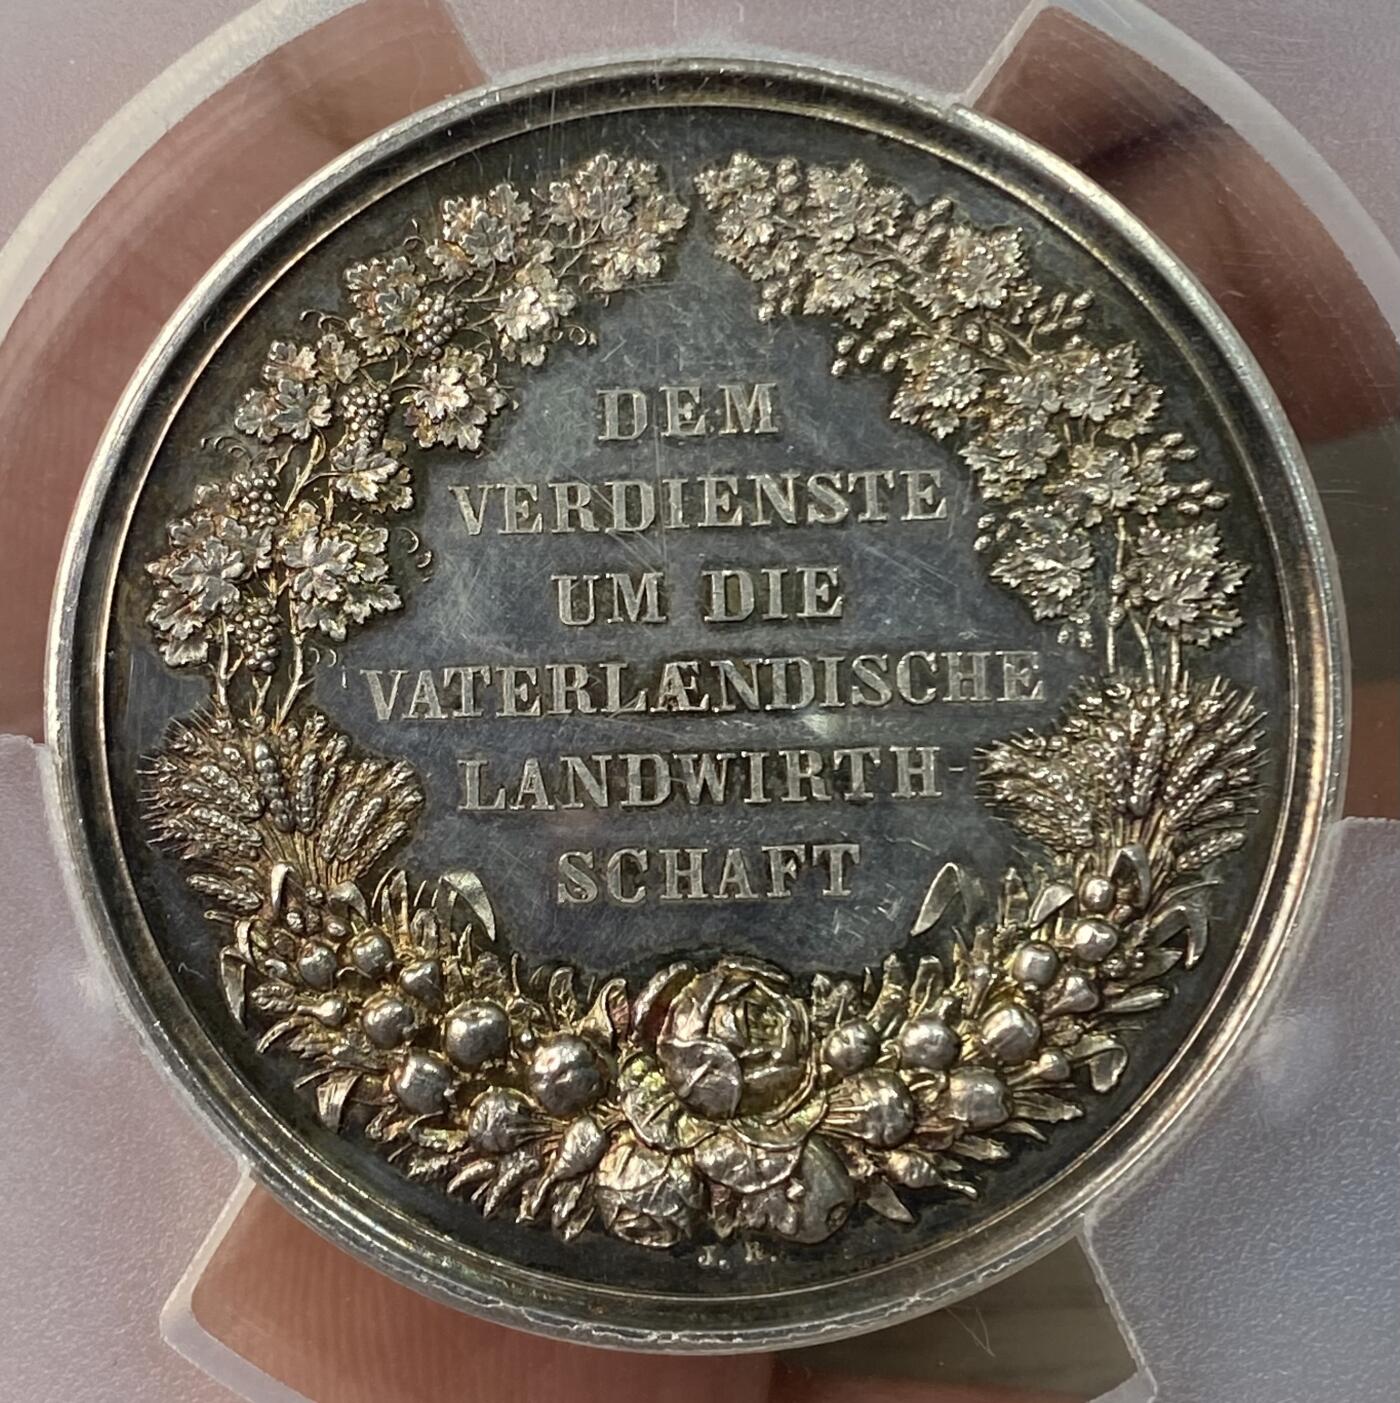 DEM
VERDIENSTE
UM DIE
VATERLÆNDISCHE
LANDWIRTH-
SCHAFT
J. R.